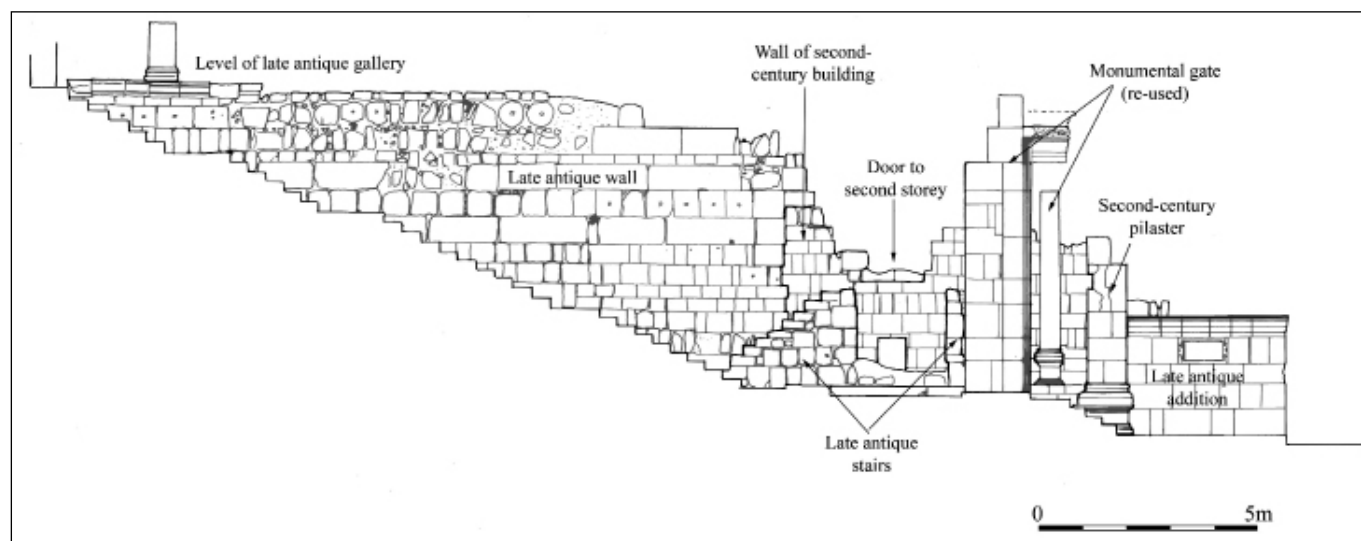 Level of late antique gallery
Wall of second-
century building
Monumental gate
(re-used)
Late antique wall
Door to
second storey
Second-century
pilaster
Late antique
addition
Late antique
stairs
0 5m